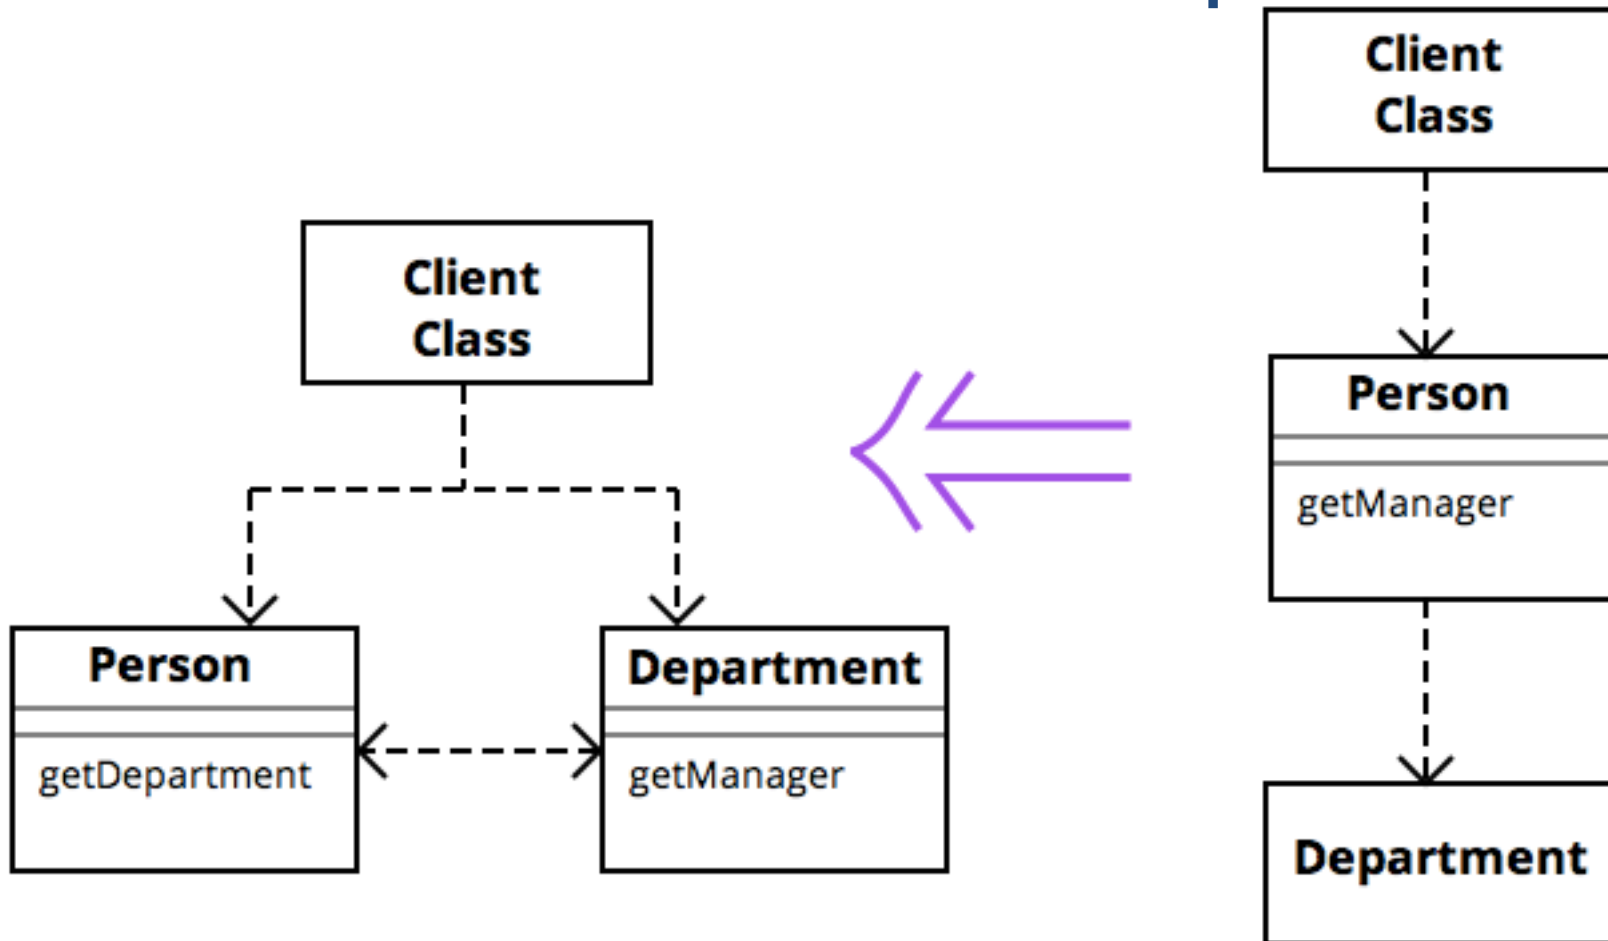 Client
Class
Person
getDepartment
Department
getManager
Client
Class
Person
getManager
Department